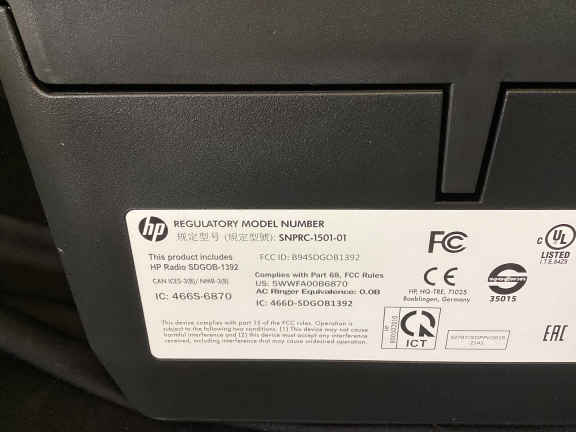 hp
REGULATORY MODEL NUMBER
规定型号 (規定型號): SNPRC-1501-01
This product includes
HP Radio SDGOB-1392
CAN ICES-3(B)/ NMB-3(B)
IC: 466S-6870
FCC ID: B94SDGOB1392
Complies with Part 68, FCC Rules
US: 5WWFA00B6870
AC Ringer Equivalance: 0.0B
IC: 466D-SDGOB1392
This device complies with part 15 of the FCC rules. Operation is
subject to the following two conditions. (1) This device may not cause
harmful interference and (2) this device must accept any interference
received, including interference that may cause undesired operation.
FC
CE
HP, HQ-TRE, 71025
Boeblingen, Germany
ICT
C UL US
LISTED
35015
EAC